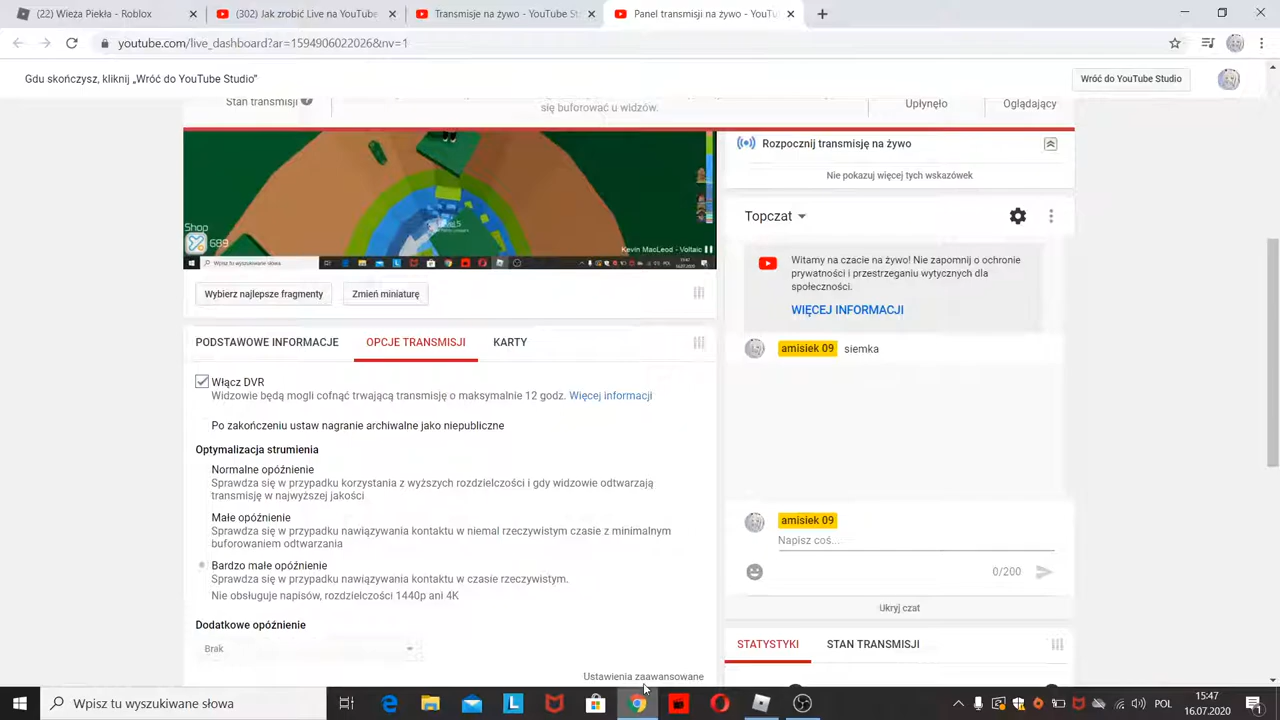 (22) Wieża Piekła - Roblox
(302) Jak zrobić Live na YouTube
Transmisje na żywo - YouTube St
Panel transmisji na żywo - YouTu
youtube.com/live_dashboard?ar=1594906022026&nv=1
Gdu skończysz, kliknij „Wróć do YouTube Studio”
Wróć do YouTube Studio
Stan transmisji
się buforować u widzów.
Upłynęło
Oglądający
Rozpocznij transmisję na żywo
Nie pokazuj więcej tych wskazówek
Shop
689
Kevin MacLeod - Voltaic
Wpisz tu wyszukiwane słowa
Wybierz najlepsze fragmenty
Zmień miniaturę
Topczat
Witamy na czacie na żywo! Nie zapomnij o ochronie
prywatności i przestrzeganiu wytycznych dla
społeczności.
WIĘCEJ INFORMACJI
amisiek 09 siemka
PODSTAWOWE INFORMACJE
OPCJE TRANSMISJI
KARTY
Włącz DVR
Widzowie będą mogli cofnąć trwającą transmisję o maksymalnie 12 godz. Więcej informacji
Po zakończeniu ustaw nagranie archiwalne jako niepubliczne
Optymalizacja strumienia
Normalne opóźnienie
Sprawdza się w przypadku korzystania z wyższych rozdzielczości i gdy widzowie odtwarzają
transmisję w najwyższej jakości
Małe opóźnienie
Sprawdza się w przypadku nawiązywania kontaktu w niemal rzeczywistym czasie z minimalnym
buforowaniem odtwarzania
Bardzo małe opóźnienie
Sprawdza się w przypadku nawiązywania kontaktu w czasie rzeczywistym.
Nie obsługuje napisów, rozdzielczości 1440p ani 4K
Dodatkowe opóźnienie
Brak
Ustawienia zaawansowane
amisiek 09
Napisz coś...
0/200
Ukryj czat
STATYSTYKI
STAN TRANSMISJI
Wpisz tu wyszukiwane słowa
15:47
16.07.2020